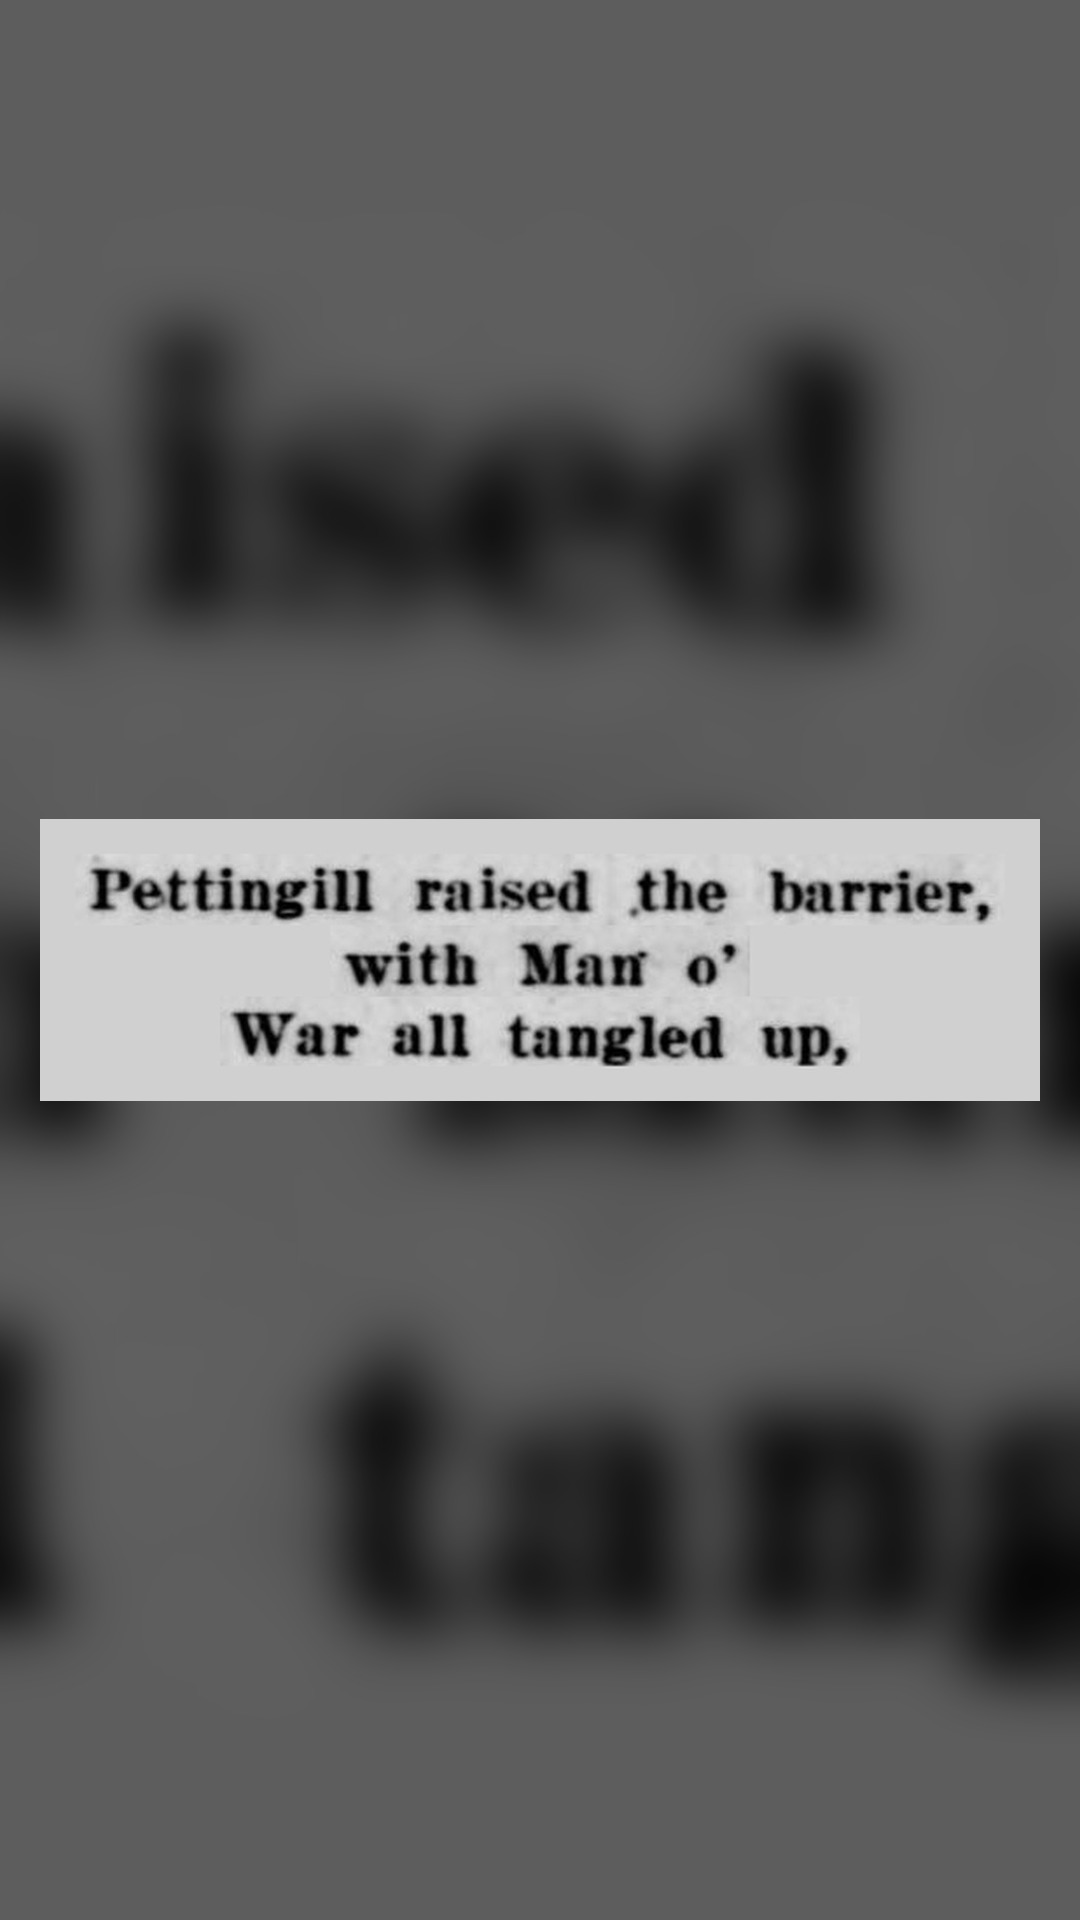 Pettingill raised the barrier,
with Man o’
War all tangled up,